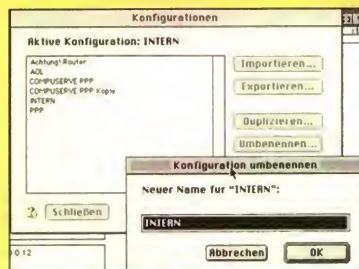 Konfigurationen
Aktive Konfiguration: INTERN
Achtung! Router
AOL
COMPUSERVE PPP
COMPUSERVE PPP Kopie
INTERN
PPP
Importieren...
Exportieren...
Duplizieren...
Umbenennen...
Schließen
Konfiguration umbenennen
Neuer Name für "INTERN":
INTERN
Abbrechen
OK